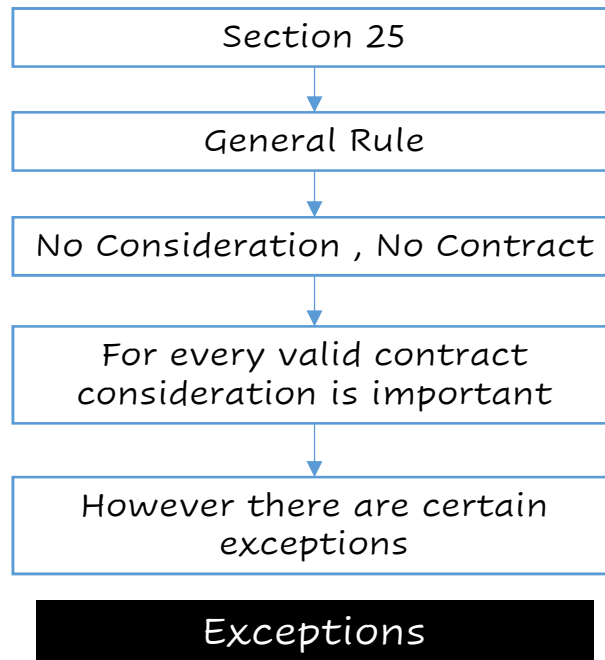 Section 25
General Rule
No Consideration , No Contract
For every valid contract
consideration is important
However there are certain
exceptions
Exceptions